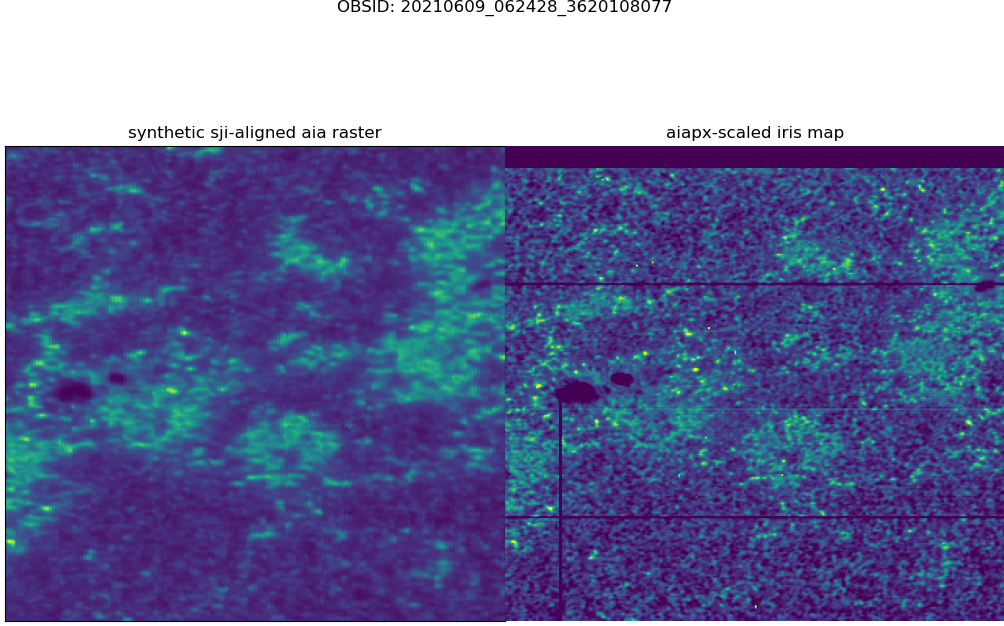 OBSID: 20210609_062428_3620108077
synthetic sji-aligned aia raster
aiapx-scaled iris map